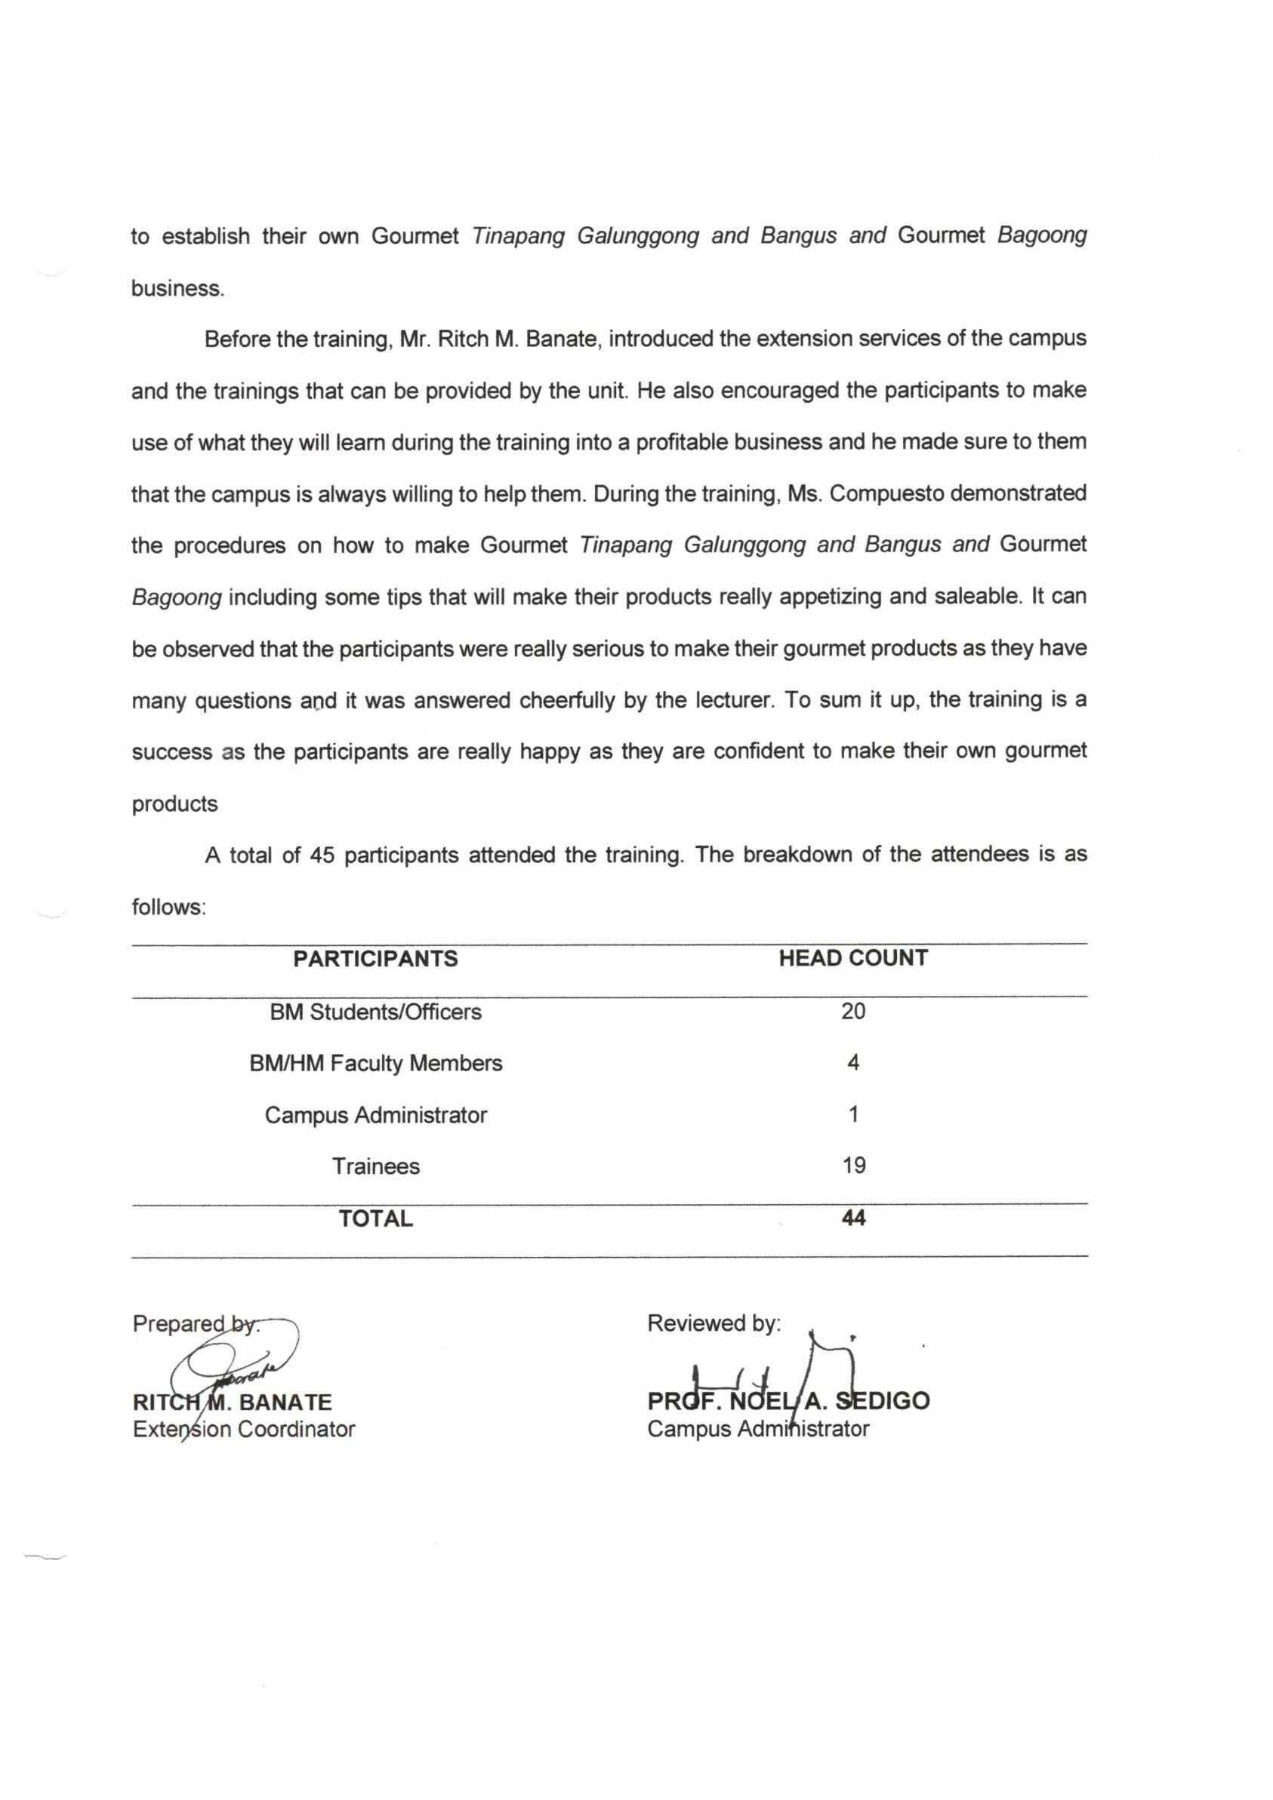 to establish their own Gourmet Tinapang Galunggong and Bangus and Gourmet Bagoong
business.
Before the training, Mr. Ritch M. Banate, introduced the extension services of the campus
and the trainings that can be provided by the unit. He also encouraged the participants to make
use of what they will learn during the training into a profitable business and he made sure to them
that the campus is always willing to help them. During the training, Ms. Compuesto demonstrated
the procedures on how to make Gourmet Tinapang Galunggong and Bangus and Gourmet
Bagoong including some tips that will make their products really appetizing and saleable. It can
be observed that the participants were really serious to make their gourmet products as they have
many questions and it was answered cheerfully by the lecturer. To sum it up, the training is a
success as the participants are really happy as they are confident to make their own gourmet
products
A total of 45 participants attended the training. The breakdown of the attendees is as
follows:
PARTICIPANTS HEAD COUNT
BM Students/Officers 20
BM/HM Faculty Members 4
Campus Administrator 1
Trainees 19
TOTAL 44
Prepared by: Reviewed by:
RITCH M. BANATE PROF. NOEL A. SEDIGO
Extension Coordinator Campus Administrator